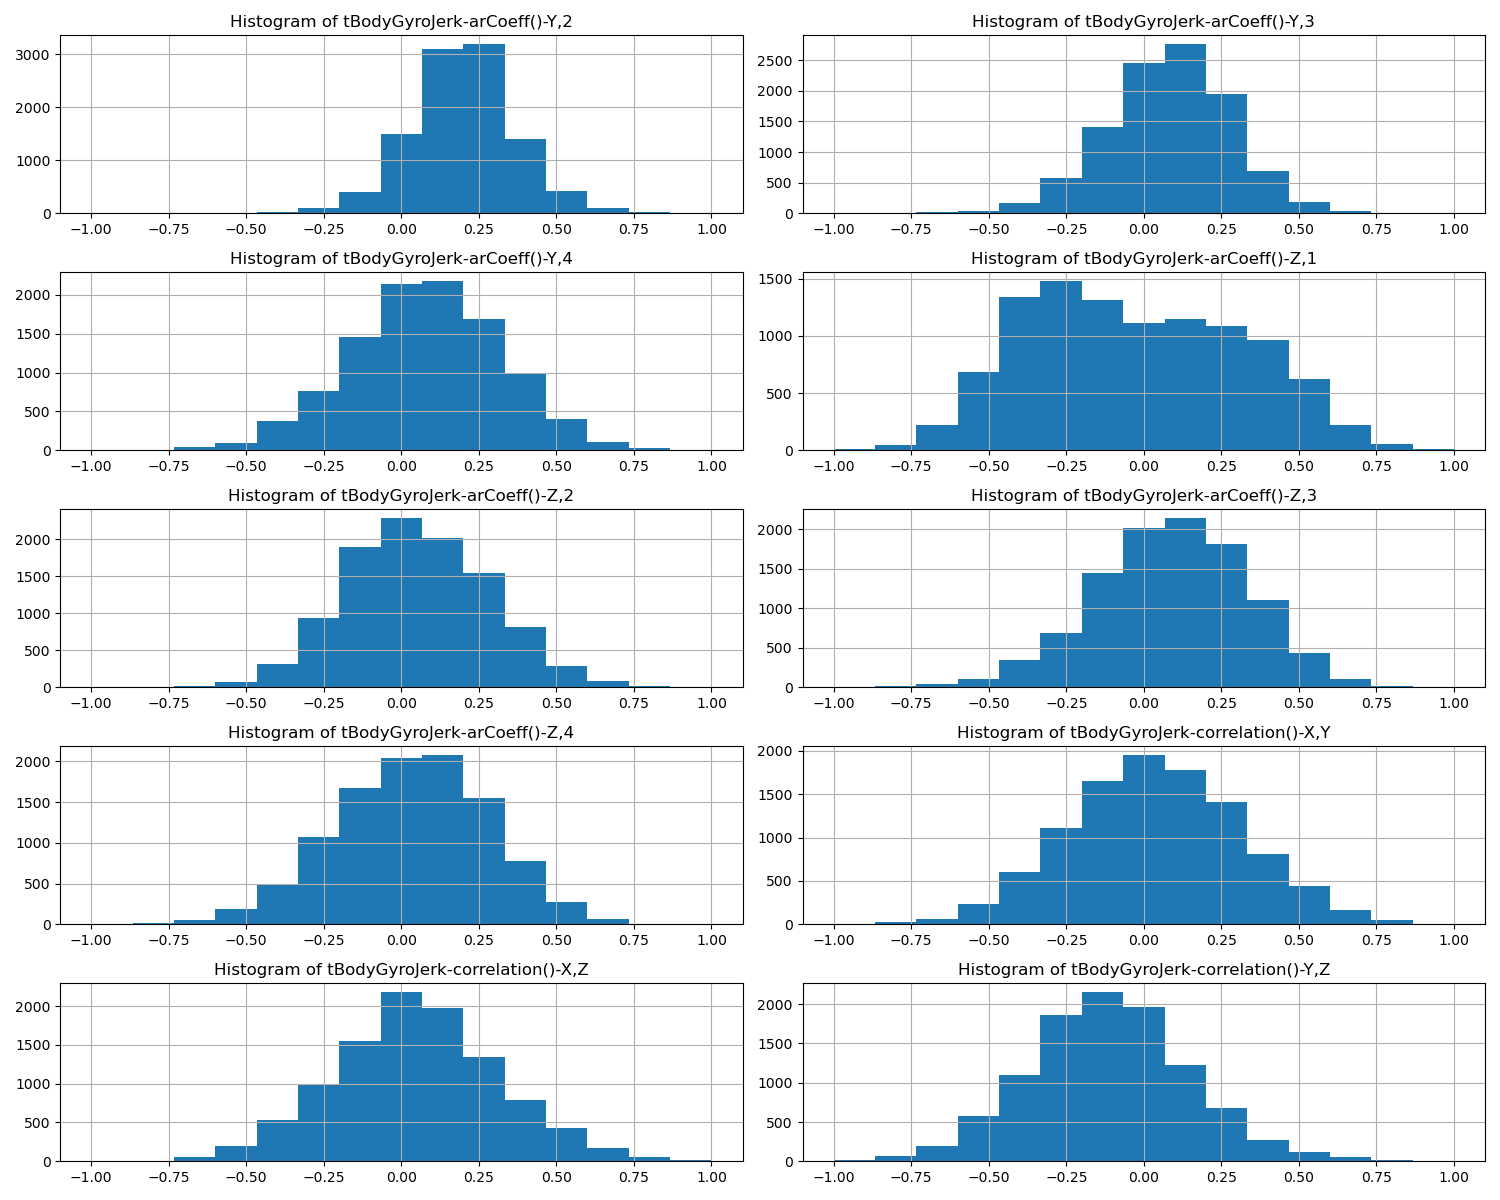 Histogram of tBodyGyroJerk-arCoeff()-Y,2
3000
2000
1000
0
−1.00 −0.75 −0.50 −0.25 0.00 0.25 0.50 0.75 1.00
Histogram of tBodyGyroJerk-arCoeff()-Y,3
2500
2000
1500
1000
500
0
−1.00 −0.75 −0.50 −0.25 0.00 0.25 0.50 0.75 1.00
Histogram of tBodyGyroJerk-arCoeff()-Y,4
2000
1500
1000
500
0
−1.00 −0.75 −0.50 −0.25 0.00 0.25 0.50 0.75 1.00
Histogram of tBodyGyroJerk-arCoeff()-Z,1
1500
1000
500
0
−1.00 −0.75 −0.50 −0.25 0.00 0.25 0.50 0.75 1.00
Histogram of tBodyGyroJerk-arCoeff()-Z,2
2000
1500
1000
500
0
−1.00 −0.75 −0.50 −0.25 0.00 0.25 0.50 0.75 1.00
Histogram of tBodyGyroJerk-arCoeff()-Z,3
2000
1500
1000
500
0
−1.00 −0.75 −0.50 −0.25 0.00 0.25 0.50 0.75 1.00
Histogram of tBodyGyroJerk-arCoeff()-Z,4
2000
1500
1000
500
0
−1.00 −0.75 −0.50 −0.25 0.00 0.25 0.50 0.75 1.00
Histogram of tBodyGyroJerk-correlation()-X,Y
2000
1500
1000
500
0
−1.00 −0.75 −0.50 −0.25 0.00 0.25 0.50 0.75 1.00
Histogram of tBodyGyroJerk-correlation()-X,Z
2000
1500
1000
500
0
−1.00 −0.75 −0.50 −0.25 0.00 0.25 0.50 0.75 1.00
Histogram of tBodyGyroJerk-correlation()-Y,Z
2000
1500
1000
500
0
−1.00 −0.75 −0.50 −0.25 0.00 0.25 0.50 0.75 1.00